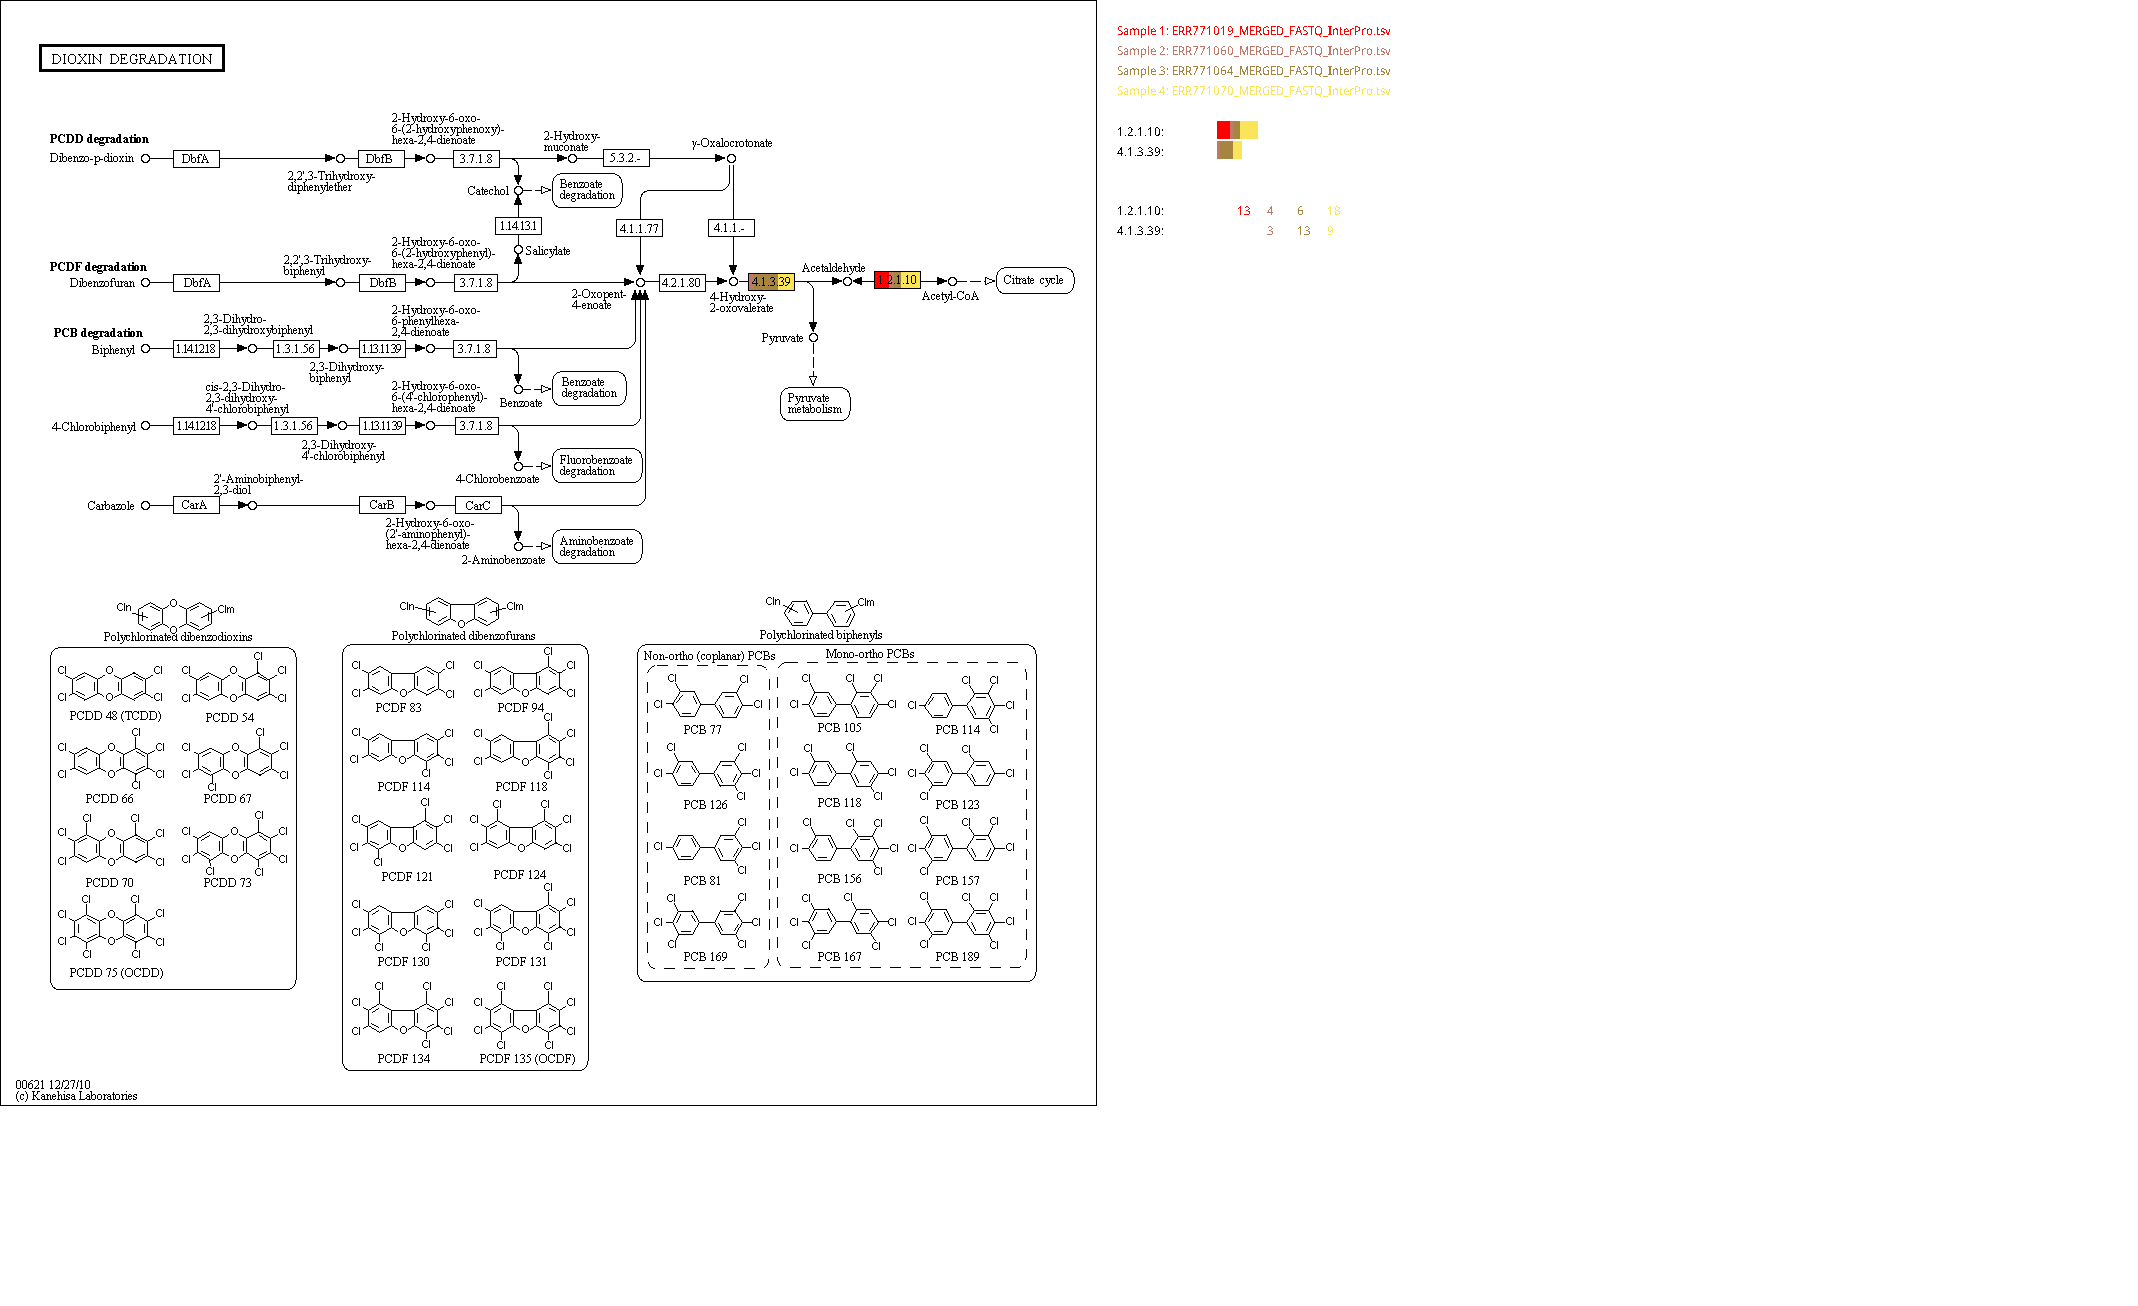 DIOXIN DEGRADATION
Sample 1: ERR771019_MERGED_FASTQ_InterPro.tsv
Sample 2: ERR771060_MERGED_FASTQ_InterPro.tsv
Sample 3: ERR771064_MERGED_FASTQ_InterPro.tsv
Sample 4: ERR771070_MERGED_FASTQ_InterPro.tsv
1.2.1.10:
4.1.3.39:
1.2.1.10: 13 4 6 18
4.1.3.39: 3 13 9
PCDD degradation
Dibenzo-p-dioxin
DbfA
2,2',3-Trihydroxy-
diphenylether
DbfB
2-Hydroxy-6-oxo-
6-(2-hydroxyphenoxy)-
hexa-2,4-dienoate
3.7.1.8
2-Hydroxy-
muconate
5.3.2.-
γ-Oxalocrotonate
Catechol
Benzoate
degradation
1.14.13.1
Salicylate
4.1.1.77
4.1.1.-
PCDF degradation
Dibenzofuran
DbfA
2,2',3-Trihydroxy-
biphenyl
DbfB
2-Hydroxy-6-oxo-
6-(2-hydroxyphenyl)-
hexa-2,4-dienoate
3.7.1.8
2-Oxopent-
4-enoate
4.2.1.80
4-Hydroxy-
2-oxovalerate
4.1.3.39
Acetaldehyde
1.2.1.10
Acetyl-CoA
Citrate cycle
Pyruvate
Pyruvate
metabolism
PCB degradation
Biphenyl
1.14.12.18
2,3-Dihydro-
2,3-dihydroxybiphenyl
1.3.1.56
2,3-Dihydroxy-
biphenyl
1.13.11.39
2-Hydroxy-6-oxo-
6-phenylhexa-
2,4-dienoate
3.7.1.8
Benzoate
Benzoate
degradation
4-Chlorobiphenyl
1.14.12.18
cis-2,3-Dihydro-
2,3-dihydroxy-
4'-chlorobiphenyl
1.3.1.56
2,3-Dihydroxy-
4'-chlorobiphenyl
1.13.11.39
2-Hydroxy-6-oxo-
6-(4'-chlorophenyl)-
hexa-2,4-dienoate
3.7.1.8
4-Chlorobenzoate
Fluorobenzoate
degradation
Carbazole
CarA
2'-Aminobiphenyl-
2,3-diol
CarB
2-Hydroxy-6-oxo-
(2'-aminophenyl)-
hexa-2,4-dienoate
CarC
2-Aminobenzoate
Aminobenzoate
degradation
Cln O O Clm
Polychlorinated dibenzodioxins
PCDD 48 (TCDD)
PCDD 54
PCDD 66
PCDD 67
PCDD 70
PCDD 73
PCDD 75 (OCDD)
Cln O Clm
Polychlorinated dibenzofurans
PCDF 83
PCDF 94
PCDF 114
PCDF 118
PCDF 121
PCDF 124
PCDF 130
PCDF 131
PCDF 134
PCDF 135 (OCDF)
Cln Clm
Polychlorinated biphenyls
Non-ortho (coplanar) PCBs
PCB 77
PCB 126
PCB 81
PCB 169
Mono-ortho PCBs
PCB 105
PCB 114
PCB 118
PCB 123
PCB 156
PCB 157
PCB 167
PCB 189
00621 12/27/10
(c) Kanehisa Laboratories